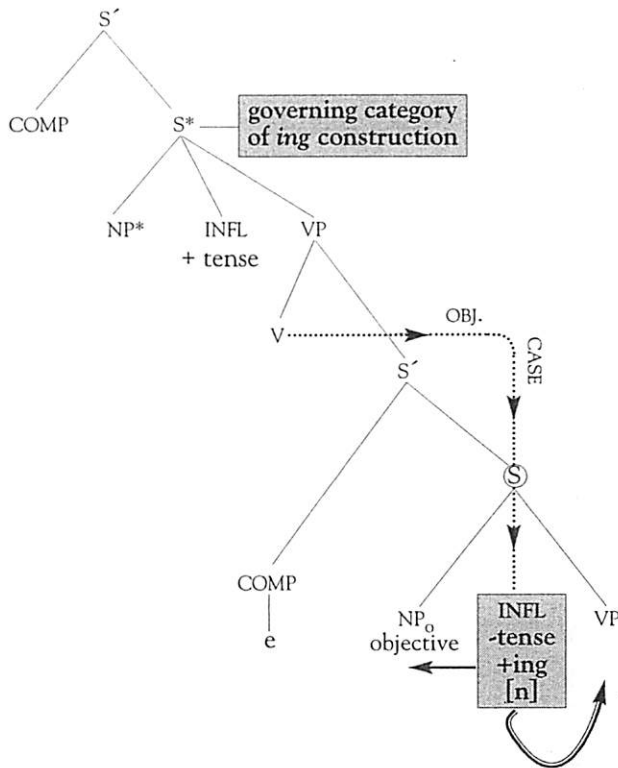 S´
COMP
S*
governing category
of ing construction
NP*
INFL
+ tense
VP
V
OBJ.
CASE
S´
S
COMP
e
NPo
objective
INFL
-tense
+ing
[n]
VP